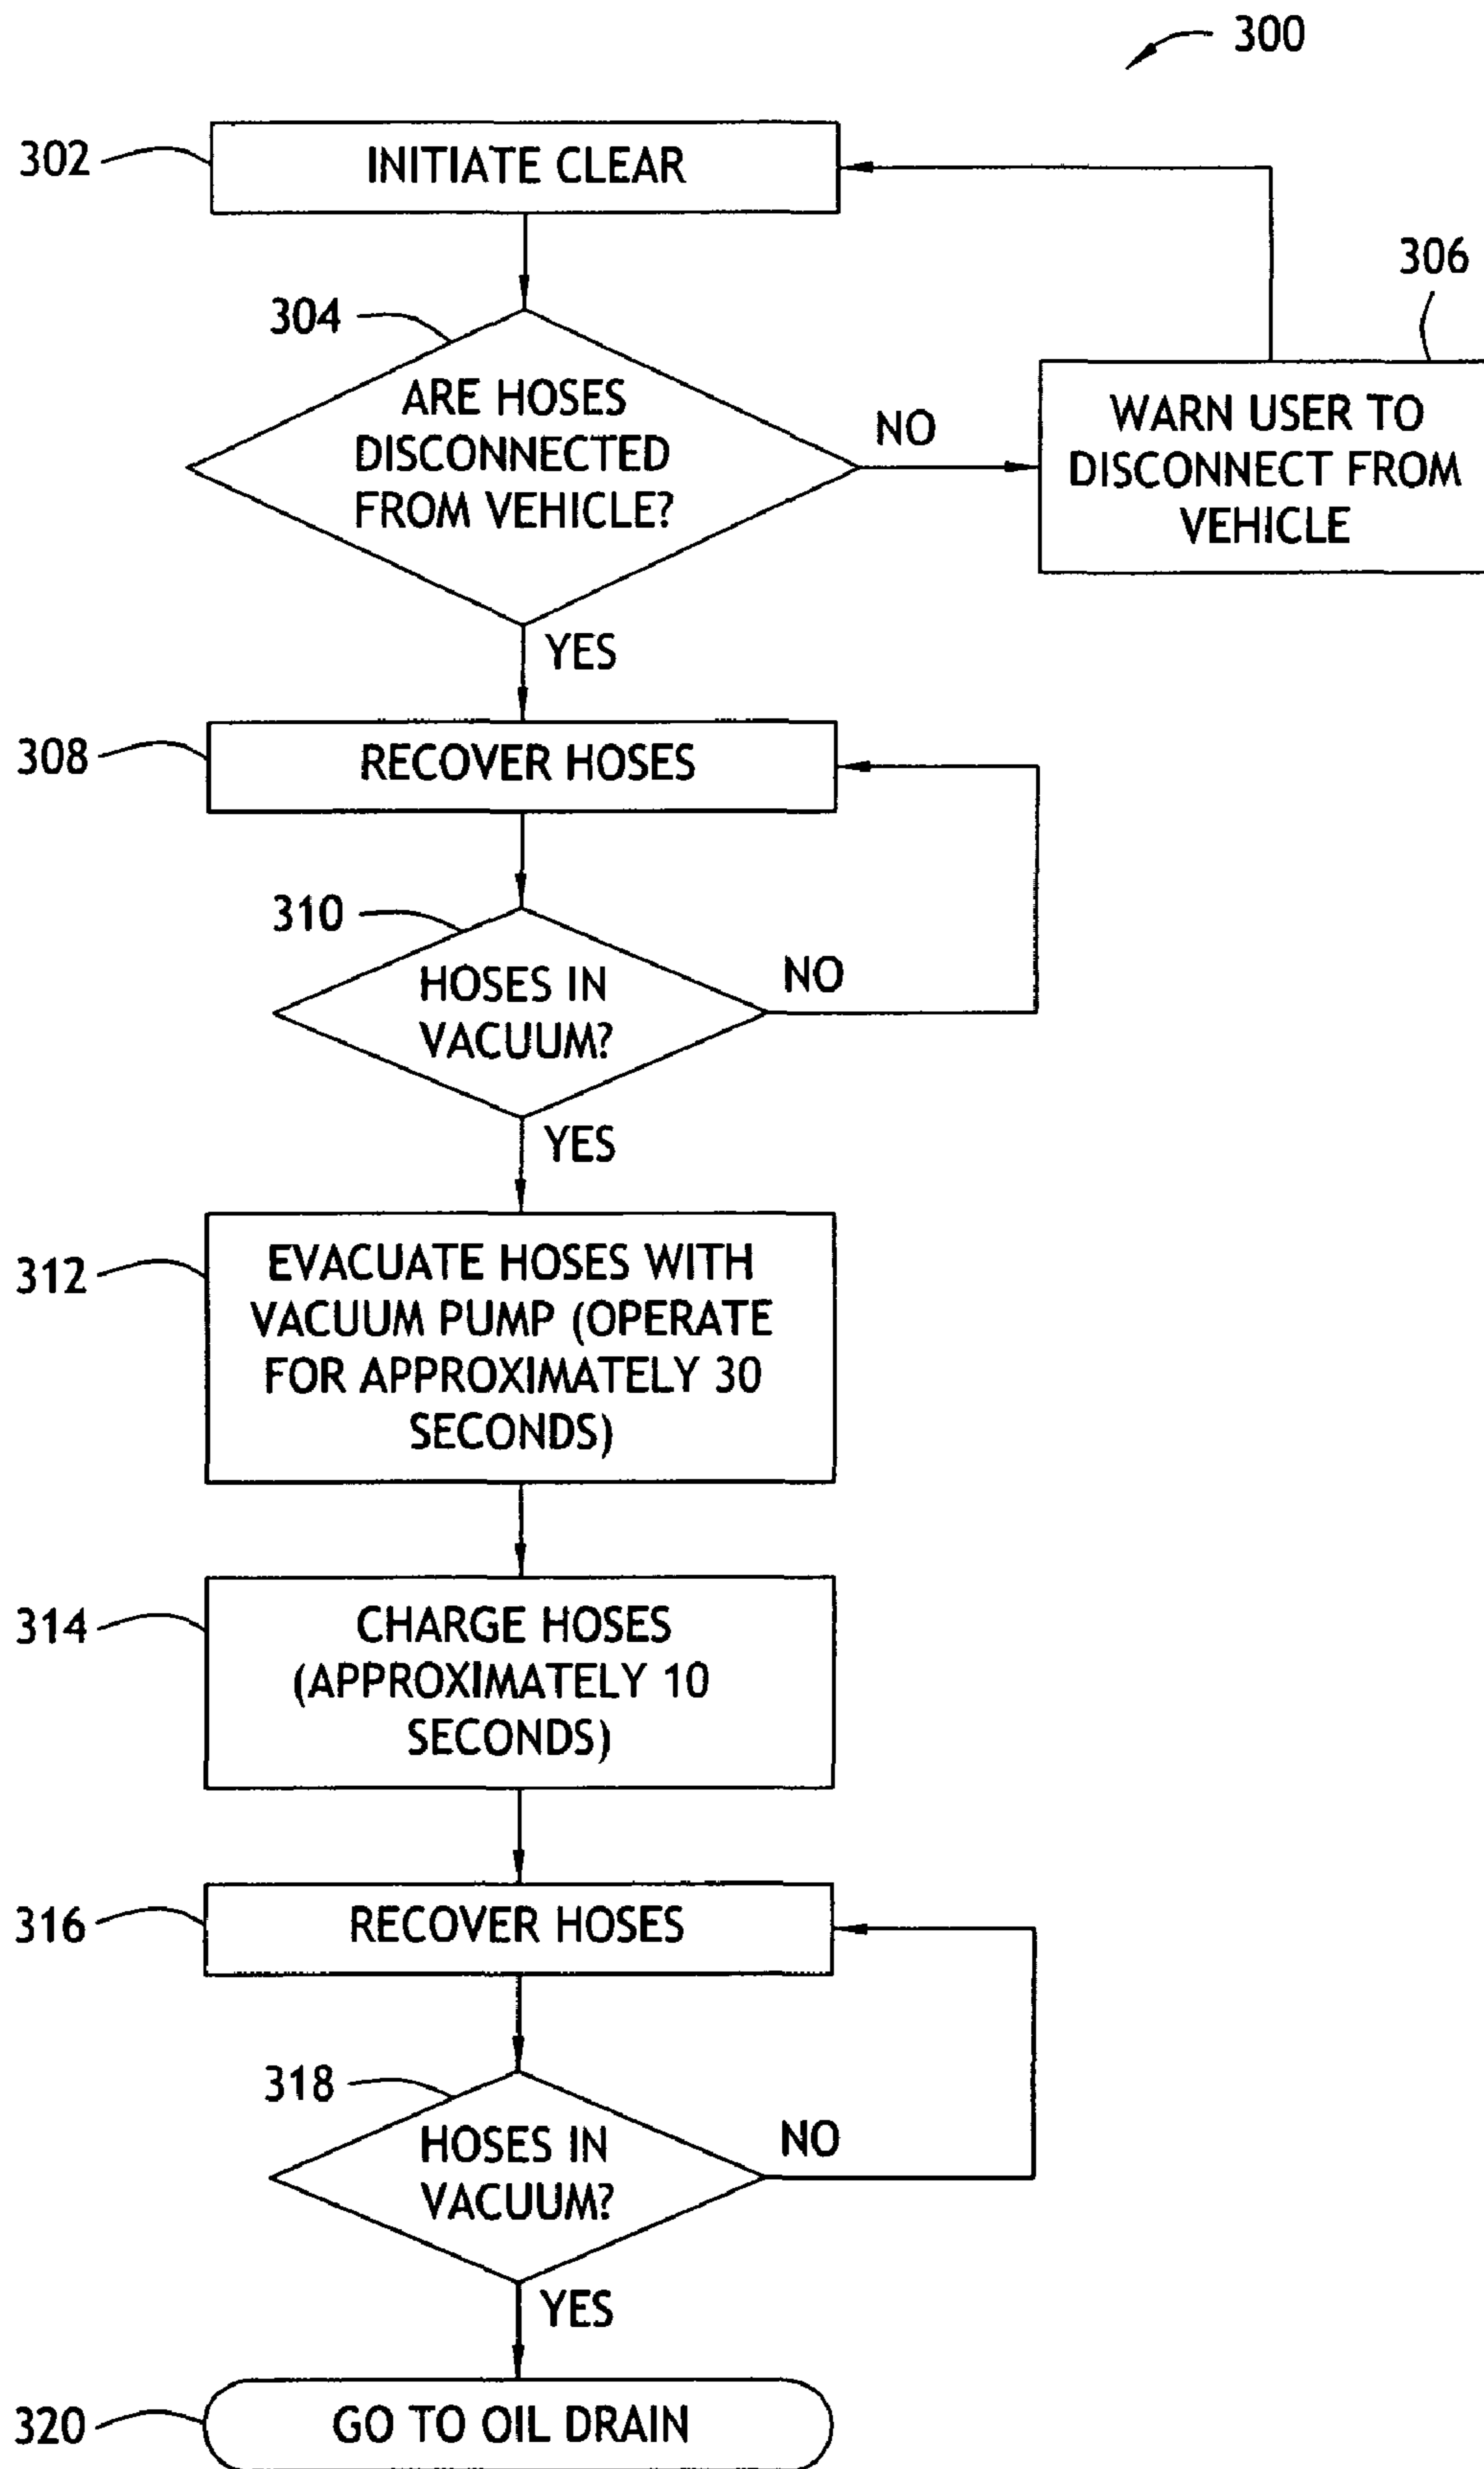 300
302
INITIATE CLEAR
306
304
ARE HOSES
DISCONNECTED
FROM VEHICLE?
NO
WARN USER TO
DISCONNECT FROM
VEHICLE
YES
308
RECOVER HOSES
310
HOSES IN
VACUUM?
NO
YES
312
EVACUATE HOSES WITH
VACUUM PUMP (OPERATE
FOR APPROXIMATELY 30
SECONDS)
314
CHARGE HOSES
(APPROXIMATELY 10
SECONDS)
316
RECOVER HOSES
318
HOSES IN
VACUUM?
NO
YES
320
GO TO OIL DRAIN